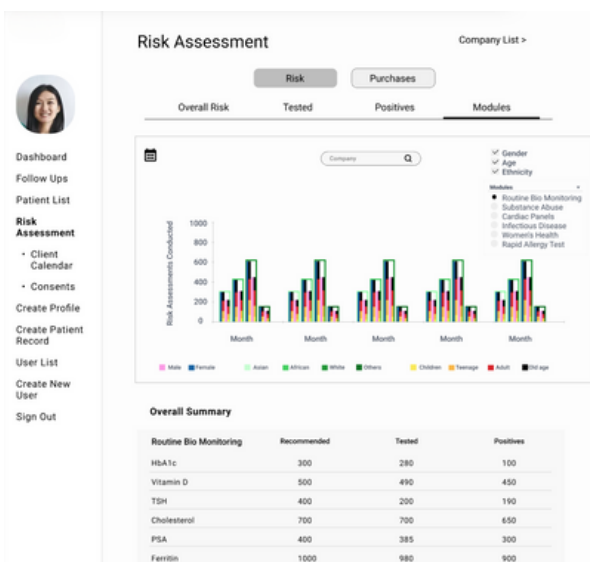 Risk Assessment
Company List >
Risk
Purchases
Overall Risk
Tested
Positives
Modules
Dashboard
Follow Ups
Patient List
Risk
Assessment
Client
Calendar
Consents
Create Profile
Create Patient
Record
User List
Create New
User
Sign Out
Company
Gender
Age
Ethnicity
Modules
Routine Bio Monitoring
Substance Abuse
Cardiac Panels
Infectious Disease
Women's Health
Rapid Allergy Test
Risk Assessments Conducted
1000
800
600
400
200
0
Month Month Month Month Month
Male Female Asian African White Others Children Teenage Adult Old age
Overall Summary
Routine Bio Monitoring Recommended Tested Positives
HbA1c 300 280 100
Vitamin D 500 490 450
TSH 400 200 190
Cholesterol 700 700 650
PSA 400 385 300
Ferritin 1000 980 900